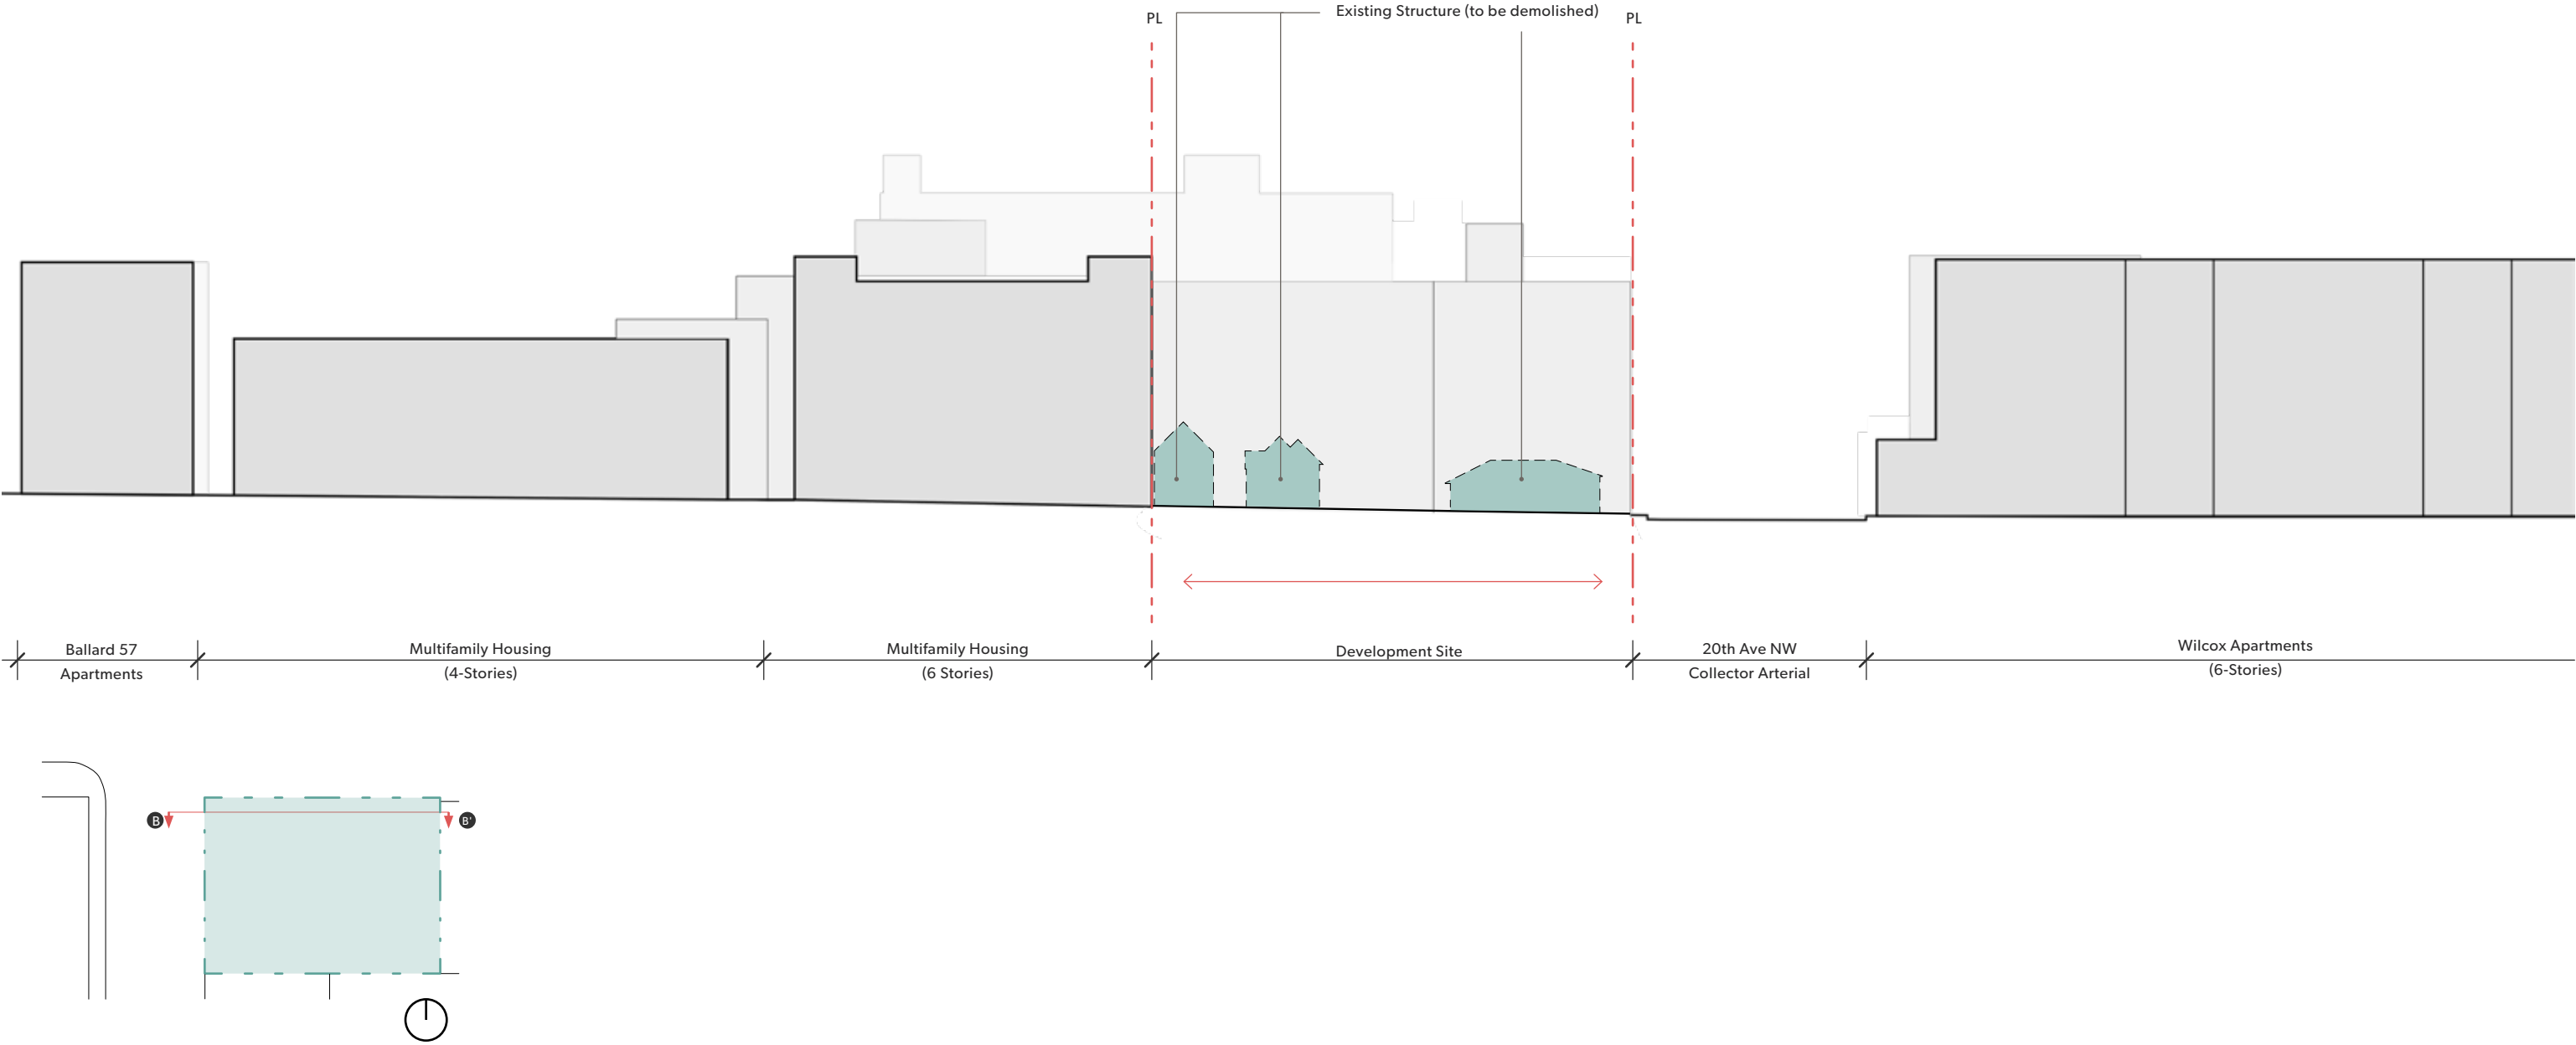 Existing Structure (to be demolished)
PL
PL
Ballard 57
Apartments
Multifamily Housing
(4-Stories)
Multifamily Housing
(6 Stories)
Development Site
20th Ave NW
Collector Arterial
Wilcox Apartments
(6-Stories)
B
B'